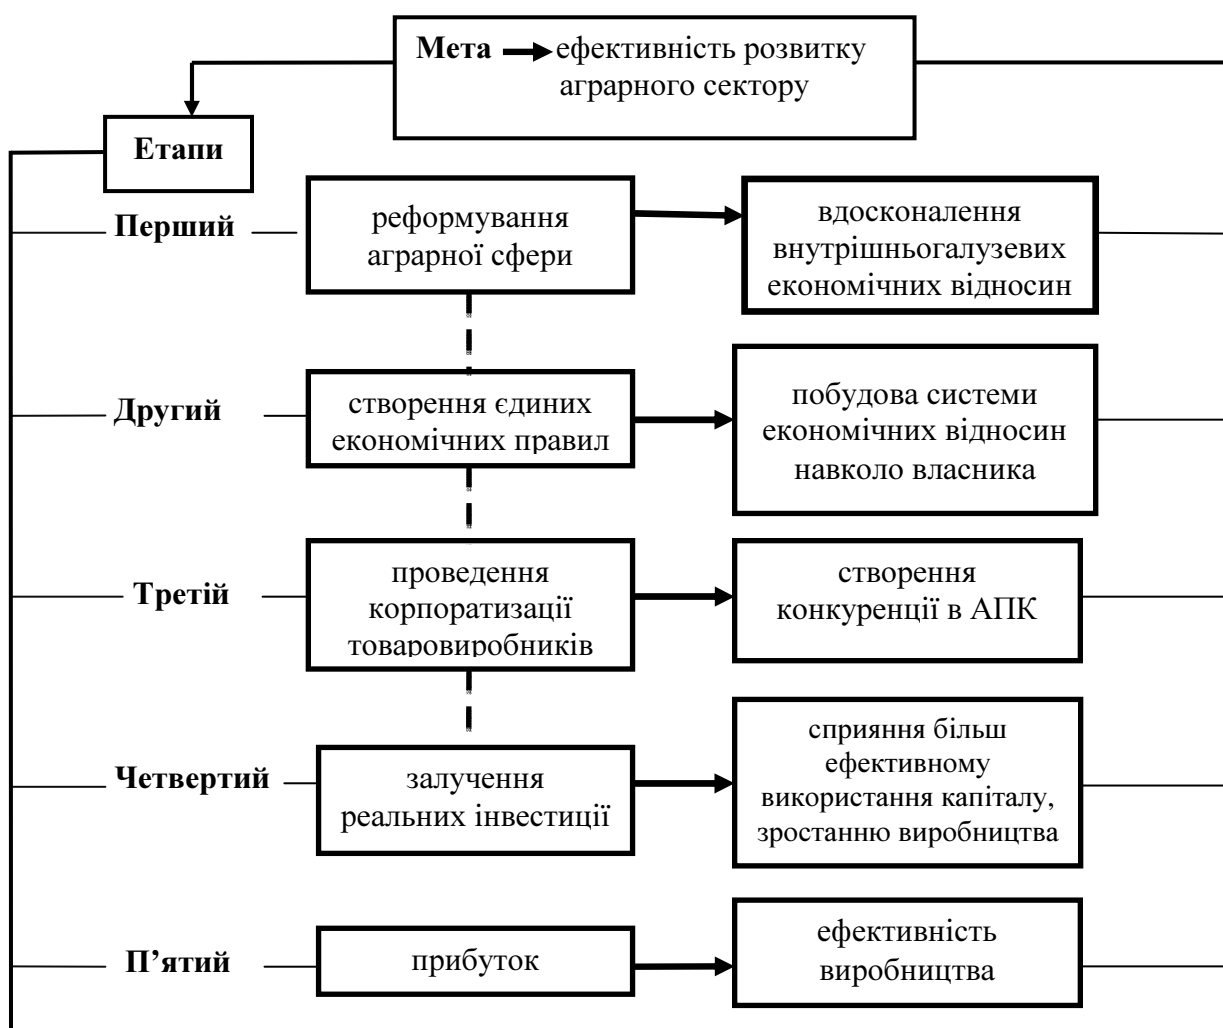 Мета ефективність розвитку
аграрного сектору
Етапи
Перший
реформування
аграрної сфери
вдосконалення
внутрішньогалузевих
економічних відносин
Другий
створення єдиних
економічних правил
побудова системи
економічних відносин
навколо власника
Третій
проведення
корпоратизації
товаровиробників
створення
конкуренції в АПК
Четвертий
залучення
реальних інвестиції
сприяння більш
ефективному
використання капіталу,
зростанню виробництва
П’ятий
прибуток
ефективність
виробництва